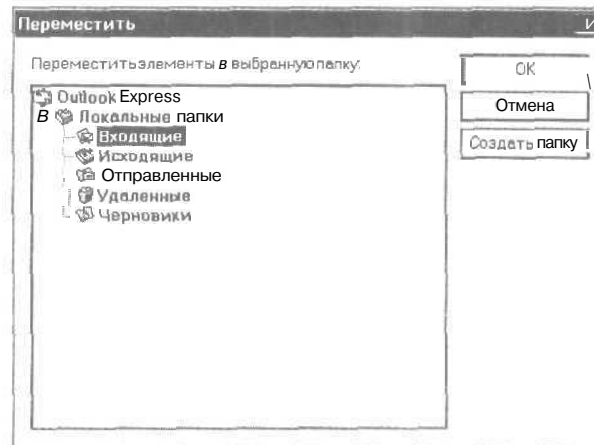 Переместить
Переместить элементы в выбранную папку:
OK
Outlook Express
Отмена
В Локальные папки
Входящие
Создать папку
Исходящие
Отправленные
Удаленные
Черновики